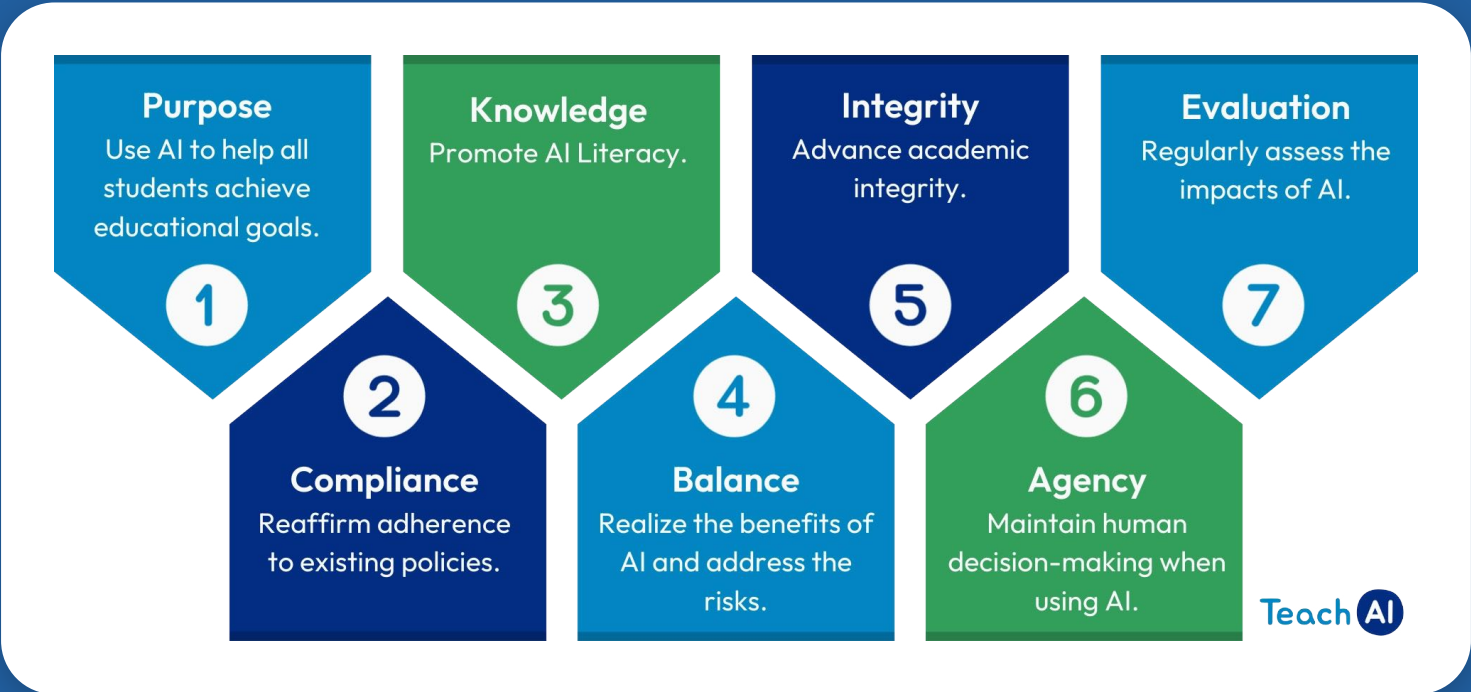 Purpose
Use AI to help all
students achieve
educational goals.
1
2
Compliance
Reaffirm adherence
to existing policies.
Knowledge
Promote AI Literacy.
3
4
Balance
Realize the benefits of
AI and address the
risks.
Integrity
Advance academic
integrity.
5
6
Agency
Maintain human
decision-making when
using AI.
Evaluation
Regularly assess the
impacts of AI.
7
Teach AI